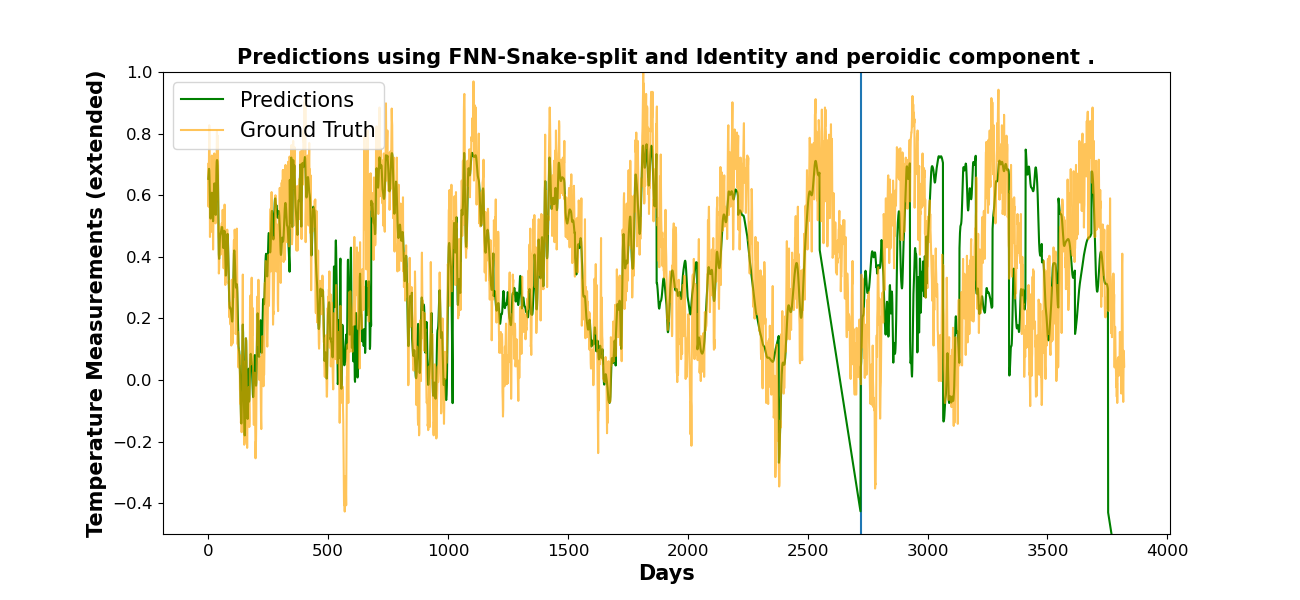 Predictions using FNN-Snake-split and Identity and peroidic component .
Predictions
Ground Truth
Temperature Measurements (extended)
1.0
0.8
0.6
0.4
0.2
0.0
−0.2
−0.4
0 500 1000 1500 2000 2500 3000 3500 4000
Days